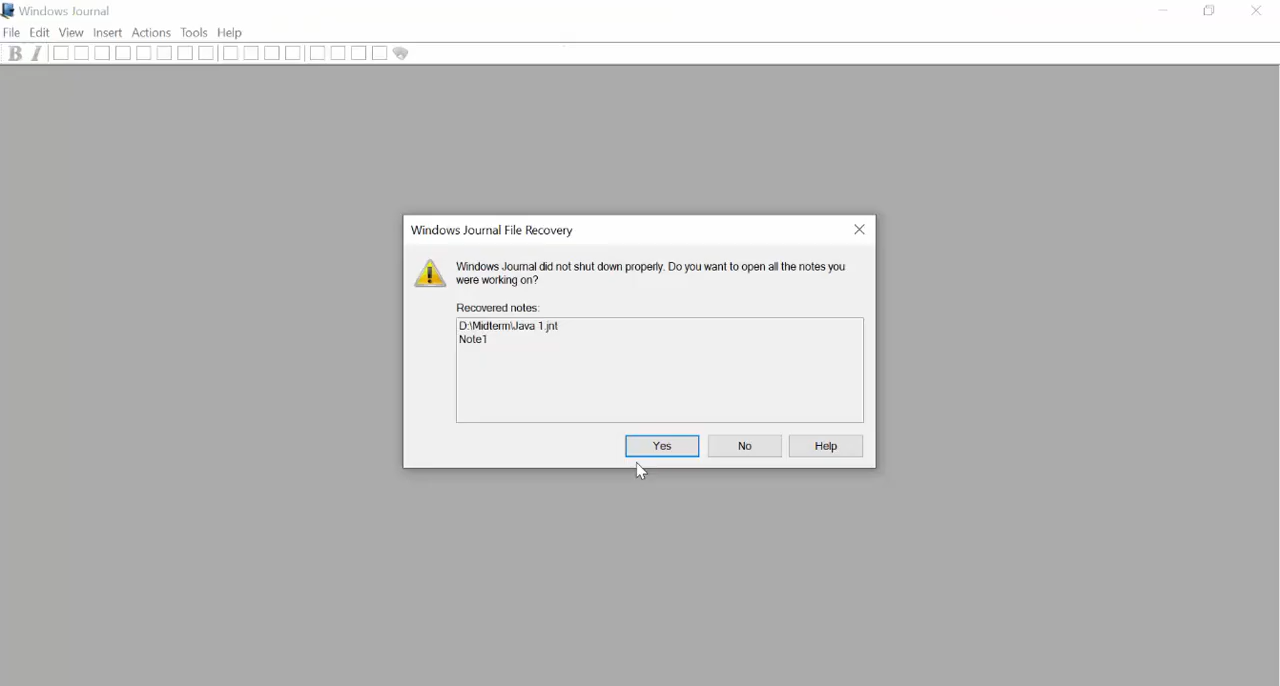 Windows Journal
File Edit View Insert Actions Tools Help
B I
Windows Journal File Recovery
Windows Journal did not shut down properly. Do you want to open all the notes you
were working on?
Recovered notes:
D:\Midterm\Java 1.jnt
Note1
Yes No Help